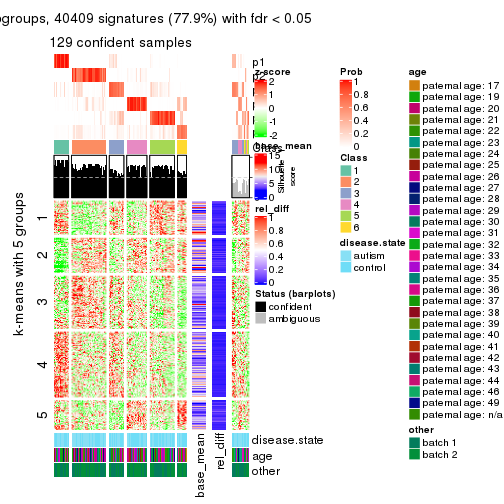 ogroups, 40409 signatures (77.9%) with fdr < 0.05
129 confident samples
p1
p2
Class
z-score
2
1
0
-1
-2
base_mean
15
10
5
0
Silhouette
score
1
0.5
0
rel_diff
1
0.8
0.6
0.4
0.2
0
Status (barplots)
confident
ambiguous
Prob
1
0.8
0.6
0.4
0.2
0
Class
1
2
3
4
5
6
disease.state
autism
control
age
paternal age: 17
paternal age: 19
paternal age: 20
paternal age: 21
paternal age: 22
paternal age: 23
paternal age: 24
paternal age: 25
paternal age: 26
paternal age: 27
paternal age: 28
paternal age: 29
paternal age: 30
paternal age: 31
paternal age: 32
paternal age: 33
paternal age: 34
paternal age: 35
paternal age: 36
paternal age: 37
paternal age: 38
paternal age: 39
paternal age: 40
paternal age: 41
paternal age: 42
paternal age: 43
paternal age: 44
paternal age: 46
paternal age: 49
paternal age: n/a
other
batch 1
batch 2
k-means with 5 groups
1
2
3
4
5
disease.state
age
other
base_mean
rel_diff